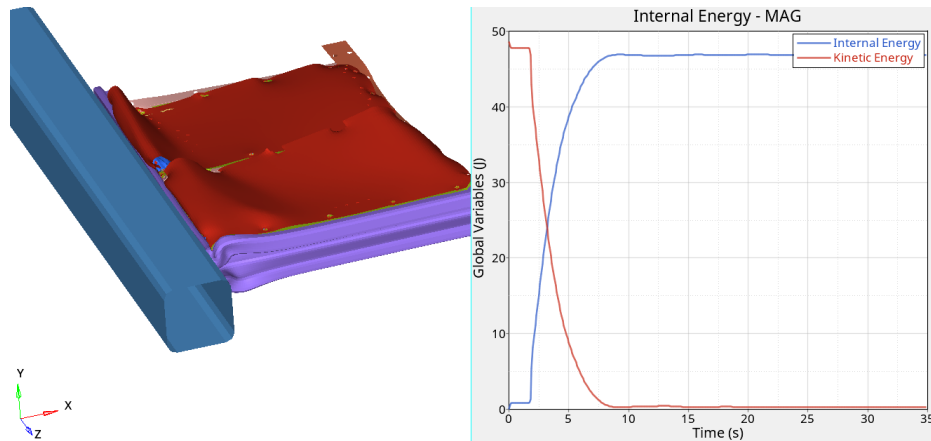 Internal Energy - MAG
Internal Energy
Kinetic Energy
50
40
30
20
10
0
Global Variables (J)
0 5 10 15 20 25 30 35
Time (s)
Y
X
Z